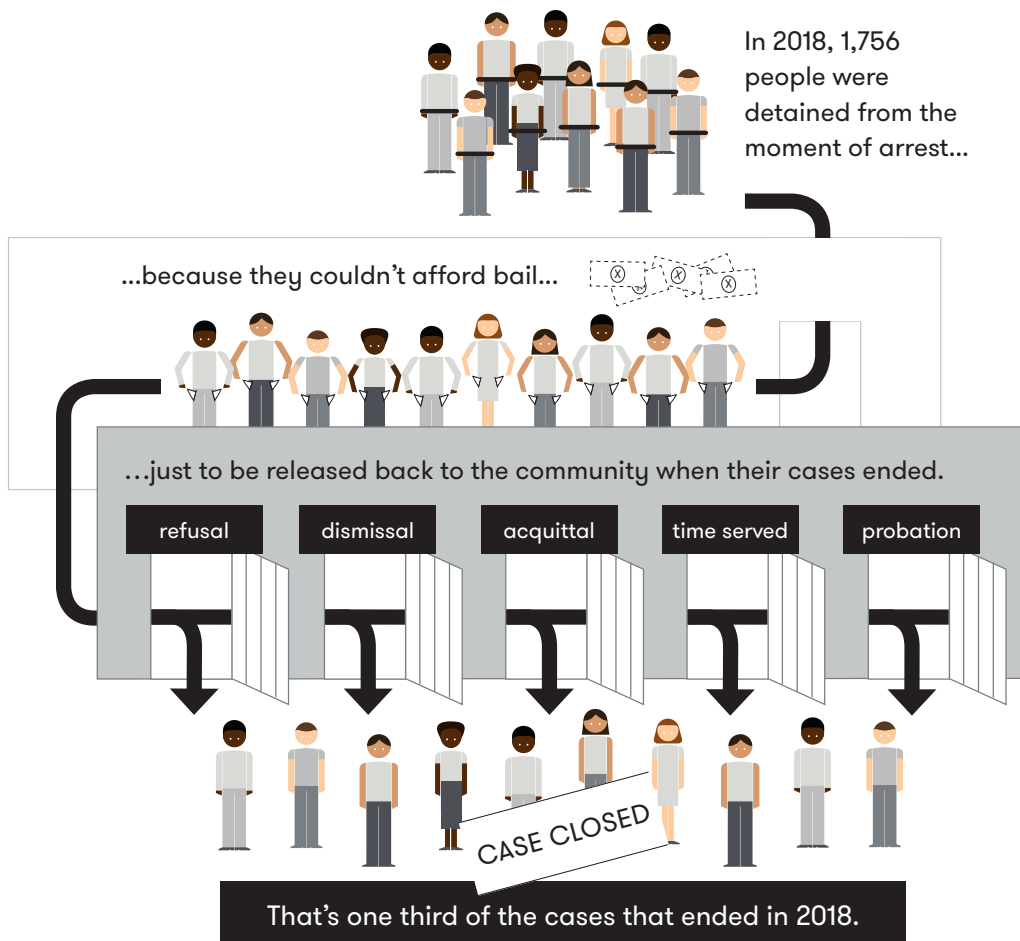 In 2018, 1,756
people were
detained from the
moment of arrest...
...because they couldn't afford bail...
...just to be released back to the community when their cases ended.
refusal
dismissal
acquittal
time served
probation
CASE CLOSED
That's one third of the cases that ended in 2018.